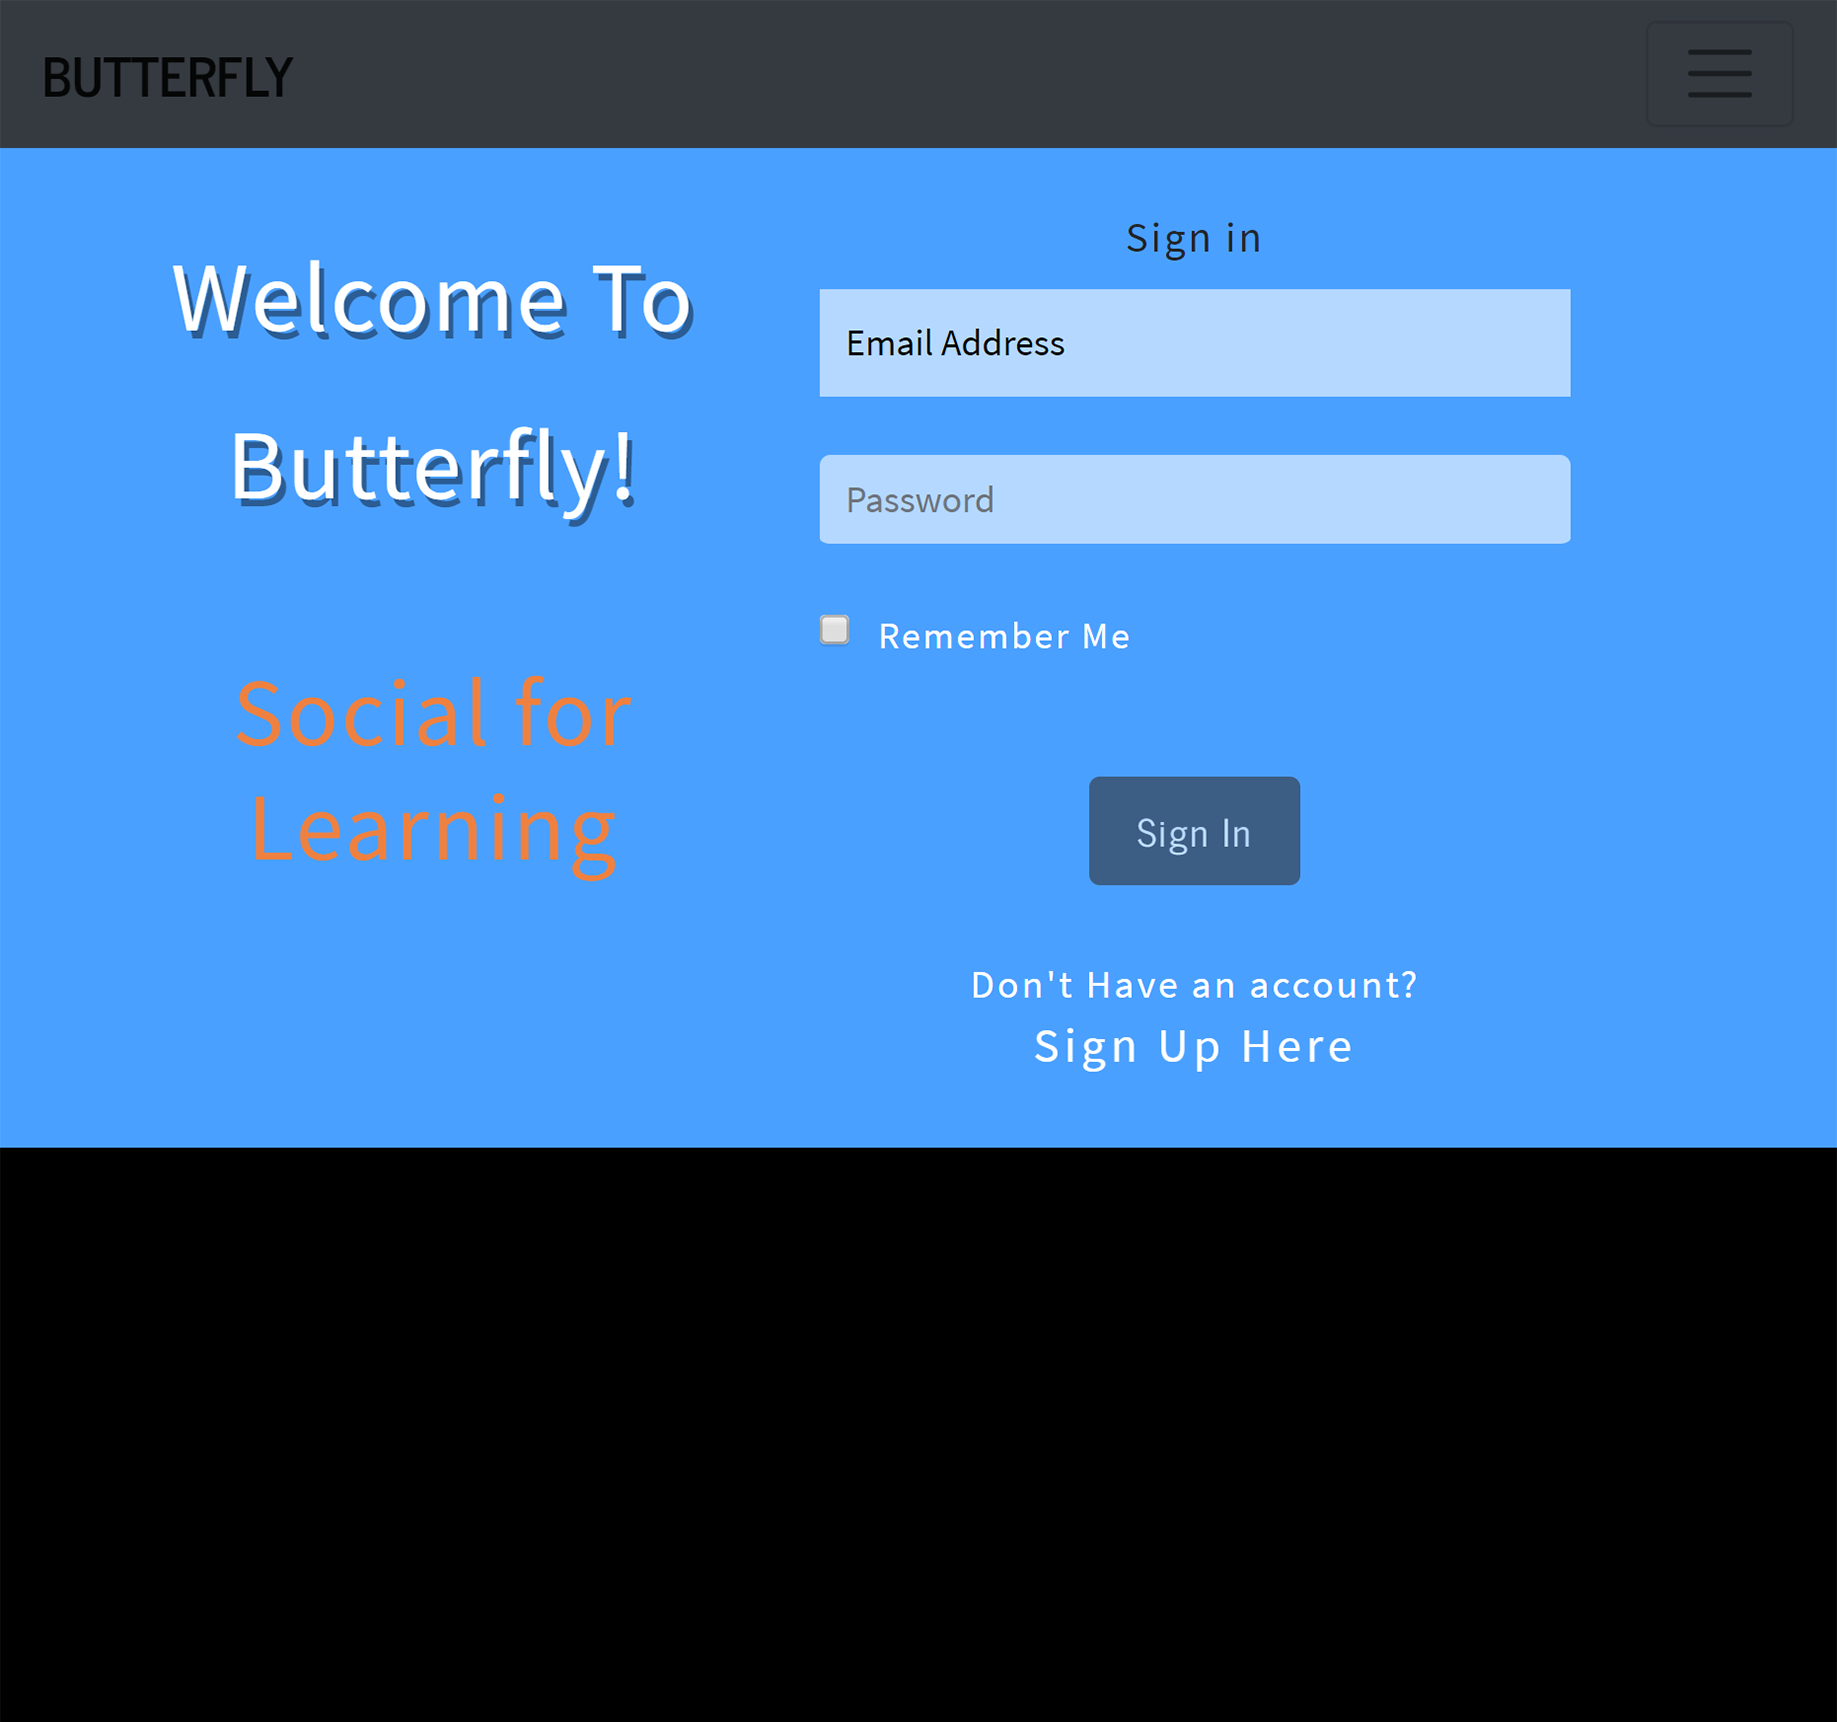 BUTTERFLY
Welcome To
Butterfly!
Social for
Learning
Sign in
Email Address
Password
Remember Me
Sign In
Don't Have an account?
Sign Up Here